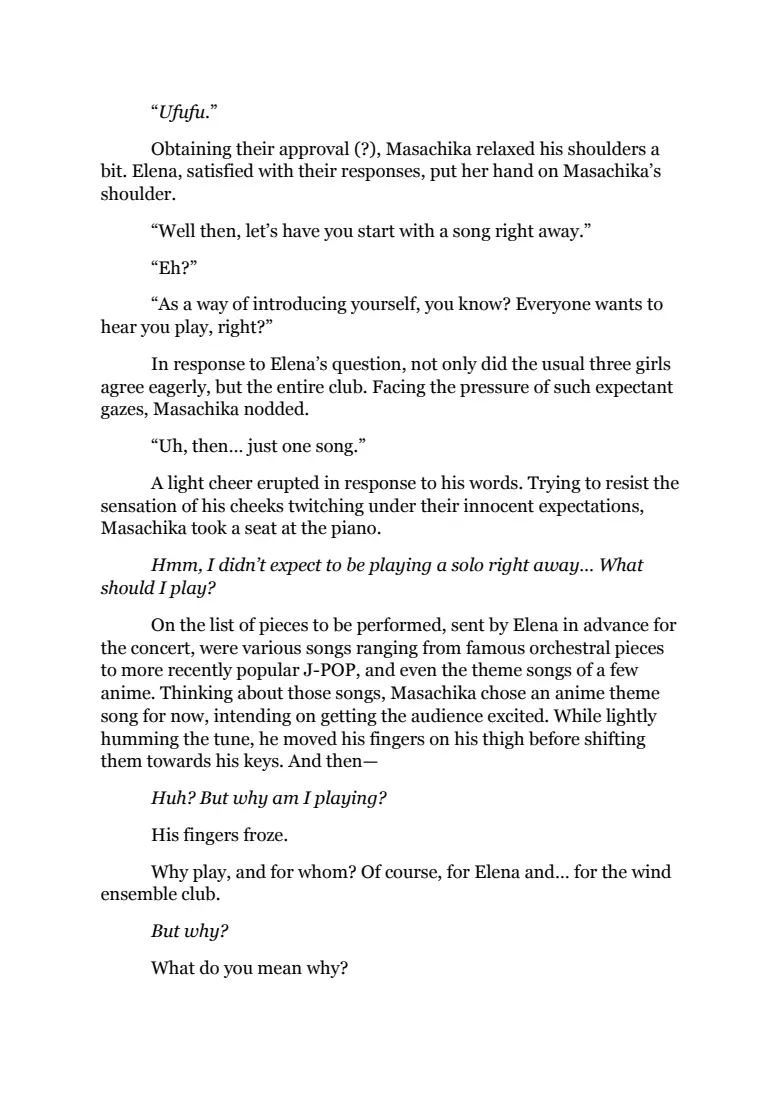 “Ufufu.”
Obtaining their approval (?), Masachika relaxed his shoulders a
bit. Elena, satisfied with their responses, put her hand on Masachika’s
shoulder.
“Well then, let’s have you start with a song right away.”
“Eh?”
“As a way of introducing yourself, you know? Everyone wants to
hear you play, right?”
In response to Elena’s question, not only did the usual three girls
agree eagerly, but the entire club. Facing the pressure of such expectant
gazes, Masachika nodded.
“Uh, then… just one song.”
A light cheer erupted in response to his words. Trying to resist the
sensation of his cheeks twitching under their innocent expectations,
Masachika took a seat at the piano.
Hmm, I didn’t expect to be playing a solo right away… What
should I play?
On the list of pieces to be performed, sent by Elena in advance for
the concert, were various songs ranging from famous orchestral pieces
to more recently popular J-POP, and even the theme songs of a few
anime. Thinking about those songs, Masachika chose an anime theme
song for now, intending on getting the audience excited. While lightly
humming the tune, he moved his fingers on his thigh before shifting
them towards his keys. And then—
Huh? But why am I playing?
His fingers froze.
Why play, and for whom? Of course, for Elena and… for the wind
ensemble club.
But why?
What do you mean why?